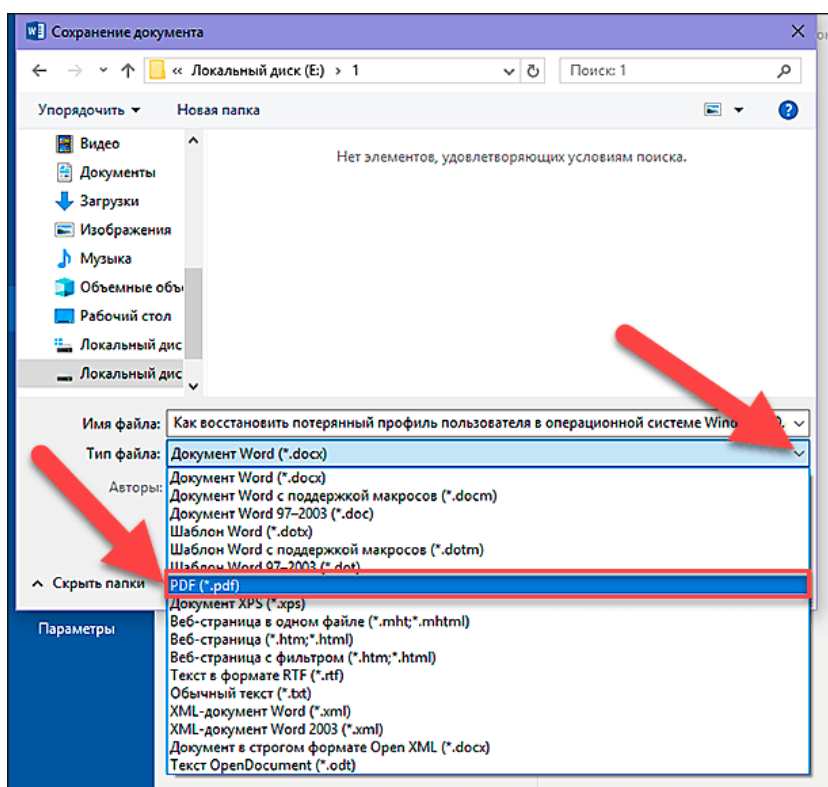 Сохранение документа
« Локальный диск (E:) › 1
Поиск: 1
Упорядочить
Новая папка
Видео
Документы
Загрузки
Изображения
Музыка
Объемные объ
Рабочий стол
Локальный дис
Локальный дис
Нет элементов, удовлетворяющих условиям поиска.
Имя файла: Как восстановить потерянный профиль пользователя в операционной системе
Тип файла: Документ Word (*.docx)
Авторы:
Документ Word (*.docx)
Документ Word с поддержкой макросов (*.docm)
Документ Word 97–2003 (*.doc)
Шаблон Word (*.dotx)
Шаблон Word с поддержкой макросов (*.dotm)
Шаблон Word 97–2003 (*.dot)
Скрыть папки
PDF (*.pdf)
Документ XPS (*.xps)
Веб-страница в одном файле (*.mht;*.mhtml)
Параметры
Веб-страница (*.htm;*.html)
Веб-страница с фильтром (*.htm;*.html)
Текст в формате RTF (*.rtf)
Обычный текст (*.txt)
XML-документ Word (*.xml)
XML-документ Word 2003 (*.xml)
Документ в строгом формате Open XML (*.docx)
Текст OpenDocument (*.odt)